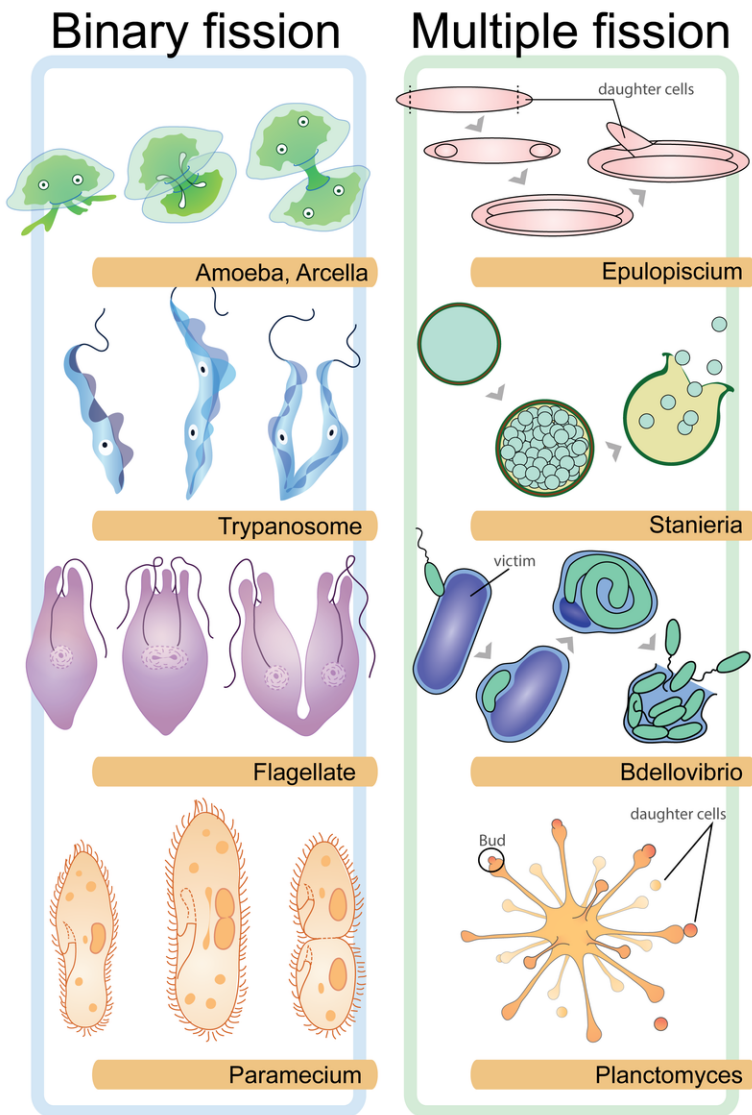 Binary fission
Amoeba, Arcella
Trypanosome
Flagellate
Paramecium
Multiple fission
daughter cells
Epulopiscium
Stanieria
victim
Bdellovibrio
daughter cells
Bud
Planctomyces